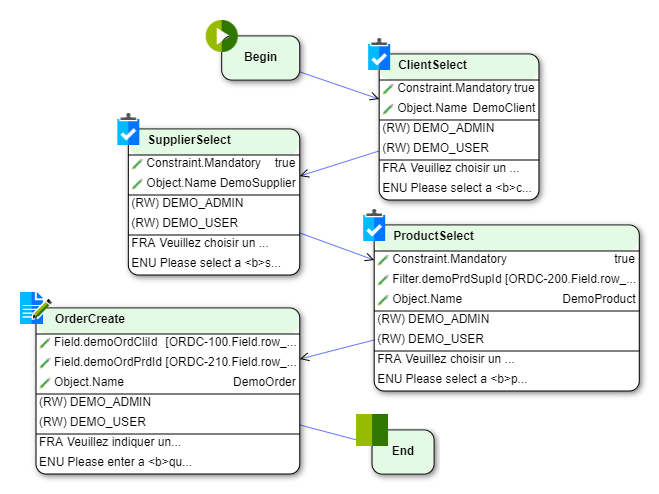 Begin
ClientSelect
Constraint.Mandatory true
Object.Name DemoClient
(RW) DEMO_ADMIN
(RW) DEMO_USER
FRA Veuillez choisir un ...
ENU Please select a <b>c...
SupplierSelect
Constraint.Mandatory true
Object.Name DemoSupplier
(RW) DEMO_ADMIN
(RW) DEMO_USER
FRA Veuillez choisir un ...
ENU Please select a <b>s...
ProductSelect
Constraint.Mandatory true
Filter.demoPrdSupId [ORDC-200.Field.row_...
Object.Name DemoProduct
(RW) DEMO_ADMIN
(RW) DEMO_USER
FRA Veuillez choisir un ...
ENU Please select a <b>p...
OrderCreate
Field.demoOrdCliId [ORDC-100.Field.row_...
Field.demoOrdPrdId [ORDC-210.Field.row_...
Object.Name DemoOrder
(RW) DEMO_ADMIN
(RW) DEMO_USER
FRA Veuillez indiquer un...
ENU Please enter a <b>qu...
End